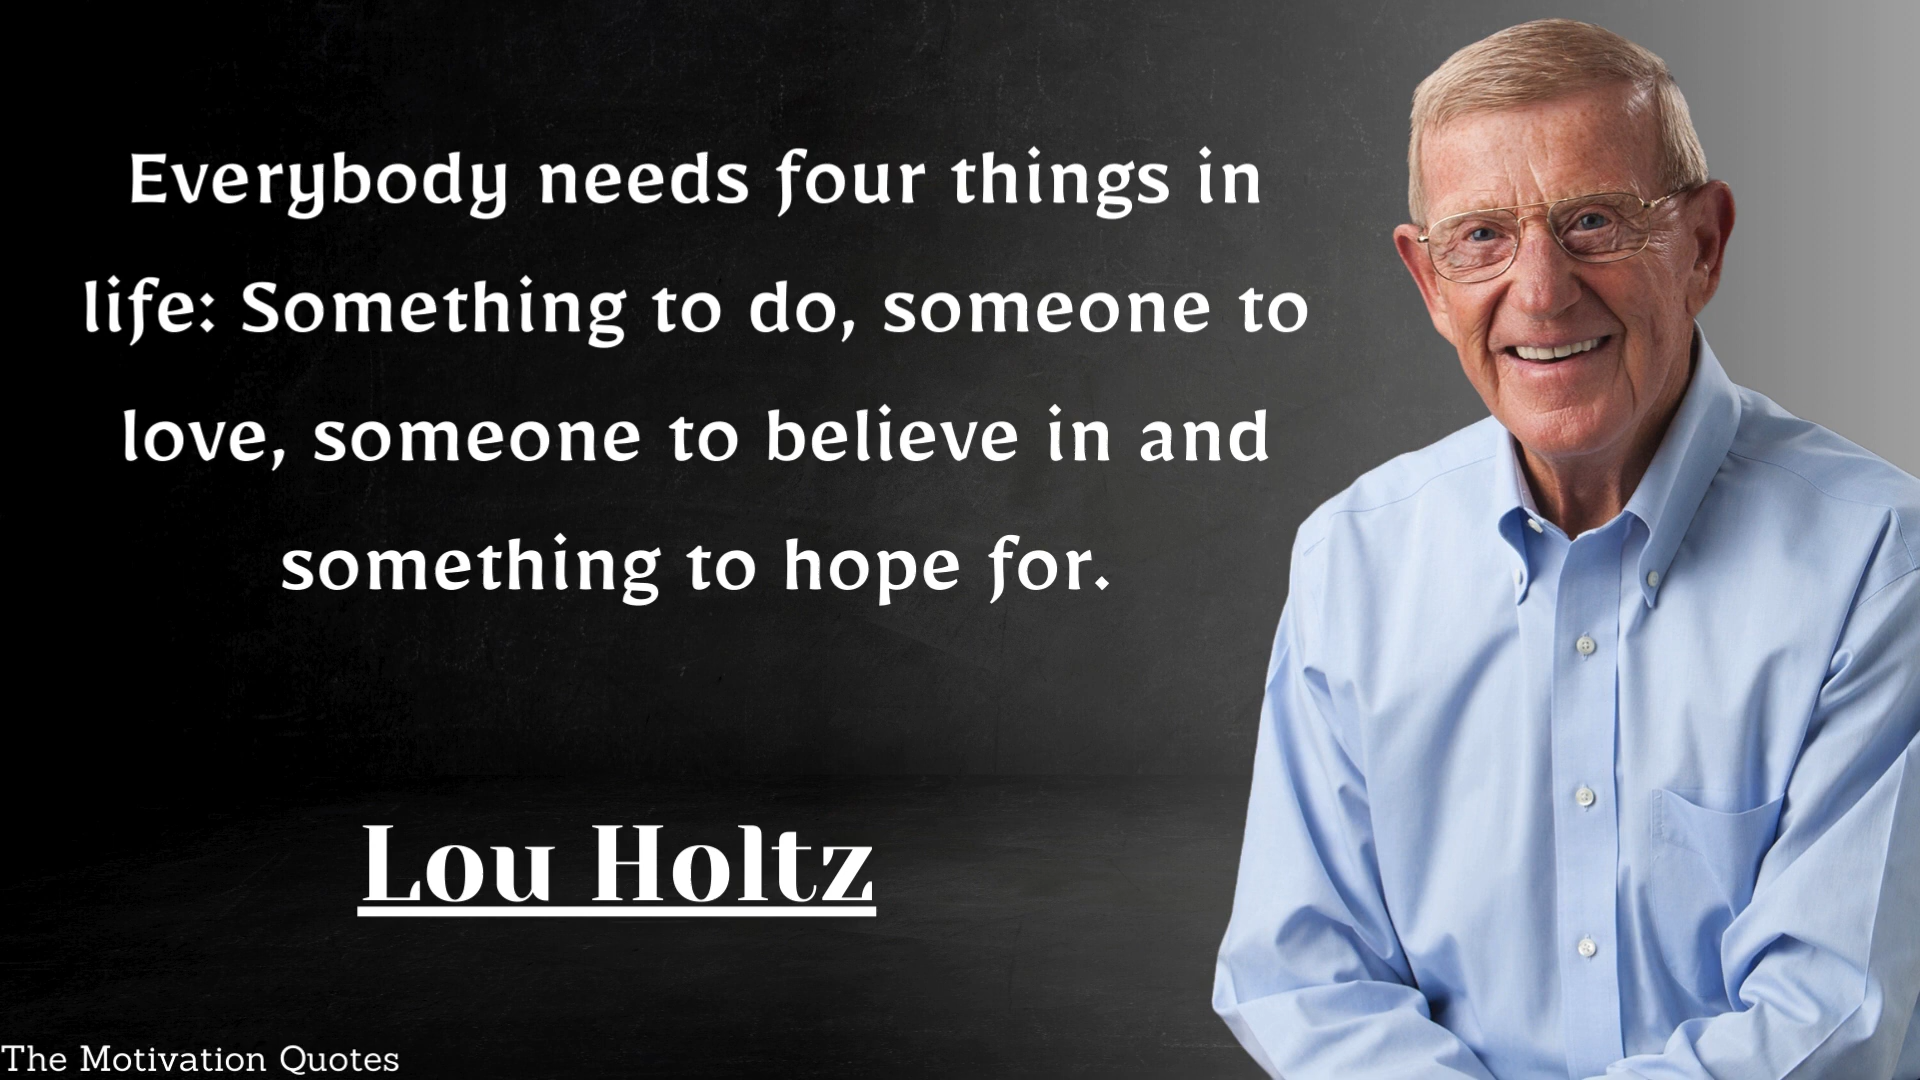 Everybody needs four things in
life: Something to do, someone to
love, someone to believe in and
something to hope for.
Lou Holtz
The Motivation Quotes